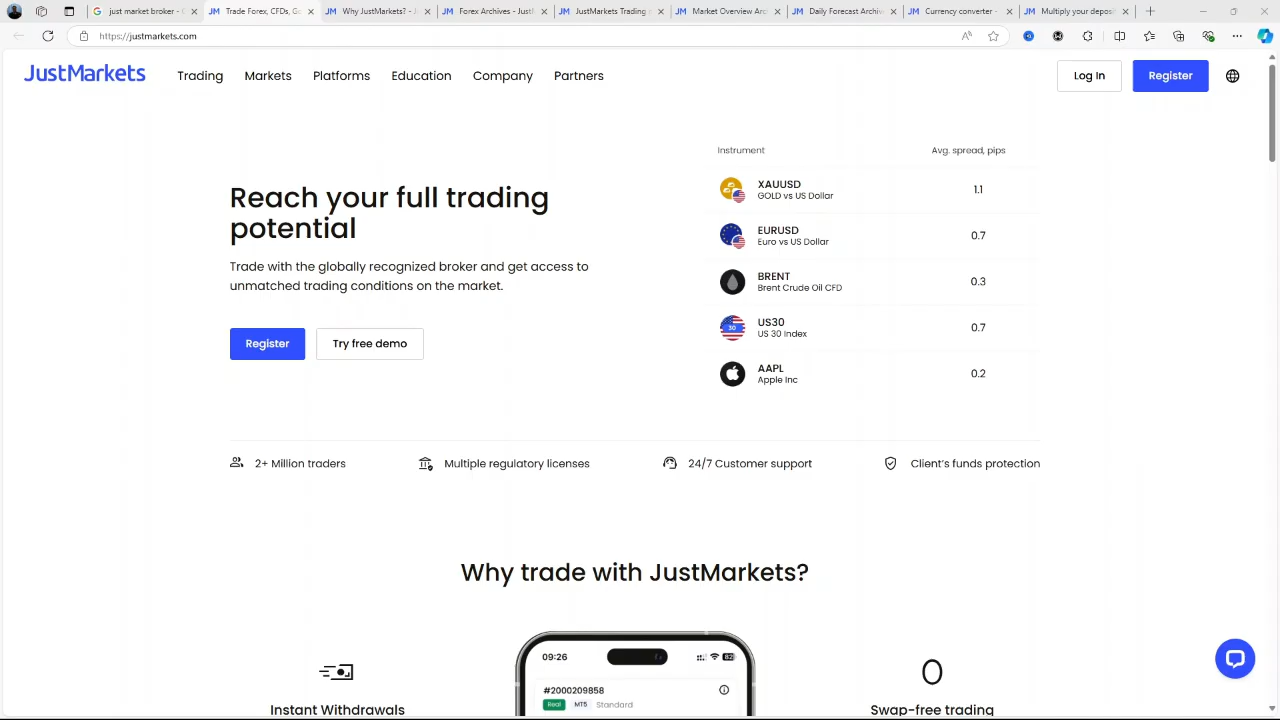 just market broker -
Trade Forex, CFDs, Go
Why JustMarkets? - J
Forex Archives - Just
JustMarkets Trading
Market Overview Arc
Daily Forecast Archiv
Currency converter -
Multiply your deposi
https://justmarkets.com
JustMarkets
Trading
Markets
Platforms
Education
Company
Partners
Log In
Register
Instrument
Avg. spread, pips
XAUUSD
GOLD vs US Dollar
1.1
Reach your full trading
potential
EURUSD
Euro vs US Dollar
0.7
Trade with the globally recognized broker and get access to
unmatched trading conditions on the market.
BRENT
Brent Crude Oil CFD
0.3
US30
US 30 Index
30
0.7
Register
Try free demo
AAPL
Apple Inc
0.2
2+ Million traders
Multiple regulatory licenses
24/7 Customer support
Client's funds protection
Why trade with JustMarkets?
09:26
82
#2000209858
Real
MT5
Standard
Instant Withdrawals
Swap-free trading